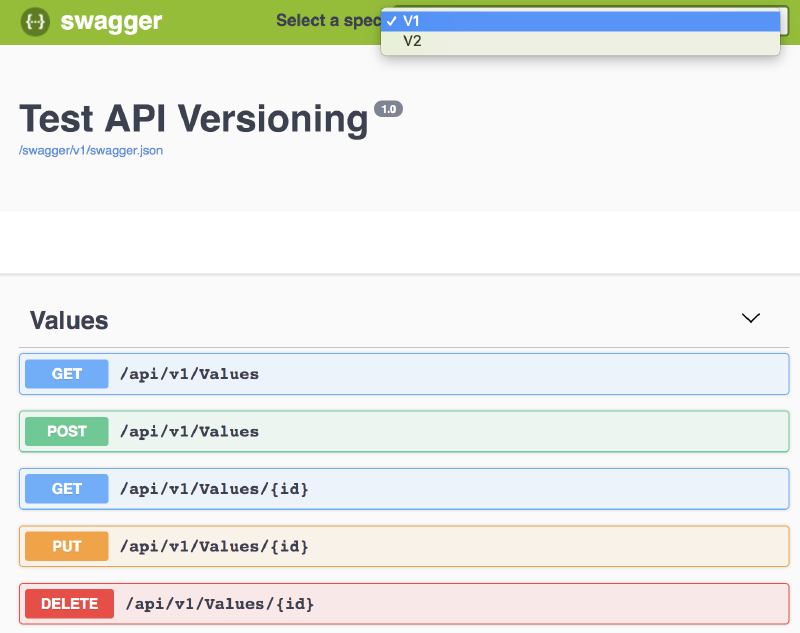 {··} swagger
Select a spec
✓ V1
V2
Test API Versioning 1.0
/swagger/v1/swagger.json
Values
GET /api/v1/Values
POST /api/v1/Values
GET /api/v1/Values/{id}
PUT /api/v1/Values/{id}
DELETE /api/v1/Values/{id}